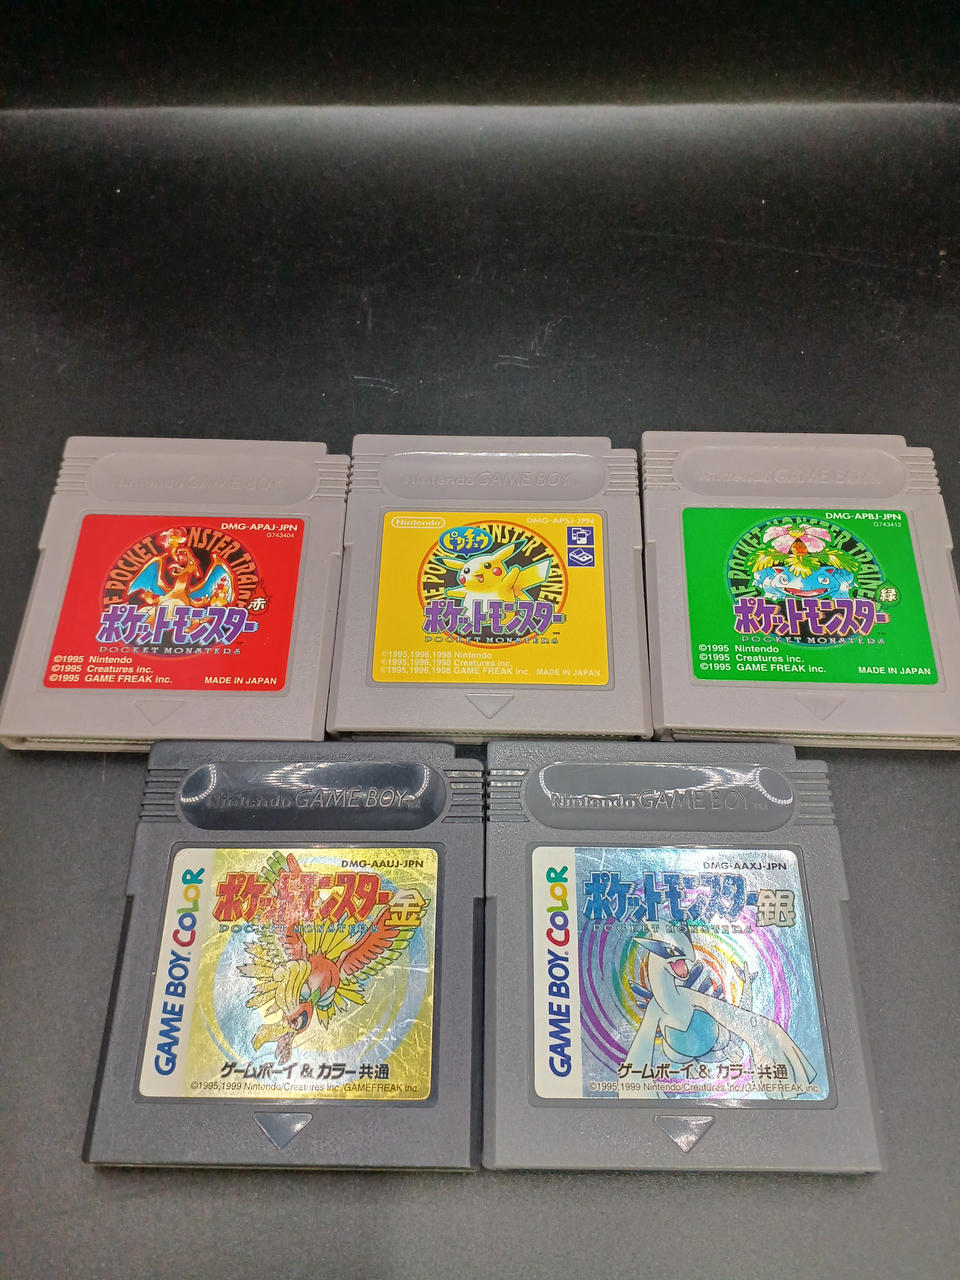 Nintendo GAME BOY TM
DMG-APAJ-JPN
G743404
POCKET MONSTER TRAIN
赤
ポケットモンスター
POCKET MONSTERS
©1995 Nintendo
©1995 Creatures inc.
©1995 GAME FREAK inc.
MADE IN JAPAN
Nintendo GAME BOY TM
Nintendo
DMG-APSJ-JPN
ピカチュウ
ポケットモンスター
TM
POCKET MONSTERS
©1995,1996,1998 Nintendo
©1995,1996,1998 Creatures inc.
©1995,1996,1998 GAME FREAK inc.
MADE IN JAPAN
Nintendo GAME BOY TM
DMG-APBJ-JPN
G743412
緑
ポケットモンスター
POCKET MONSTERS
©1995 Nintendo
©1995 Creatures inc.
©1995 GAME FREAK inc.
MADE IN JAPAN
Nintendo GAME BOY TM
GAME BOY COLOR
DMG-AAUJ-JPN
ポケットモンスター金
POCKET MONSTERS
ゲームボーイ & カラー共通
©1995,1999 Nintendo/Creatures inc./GAMEFREAK inc.
Nintendo GAME BOY TM
GAME BOY COLOR
DMG-AAXJ-JPN
ポケットモンスター銀
POCKET MONSTERS
ゲームボーイ & カラー共通
©1995,1999 Nintendo/Creatures inc./GAMEFREAK inc.